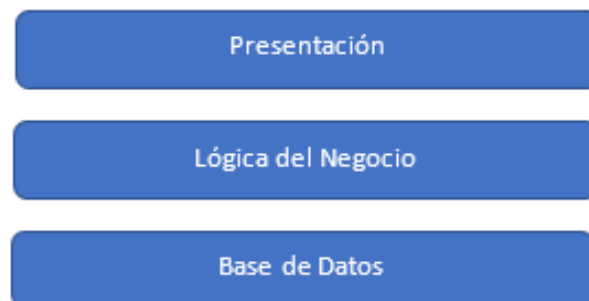 Presentación
Lógica del Negocio
Base de Datos